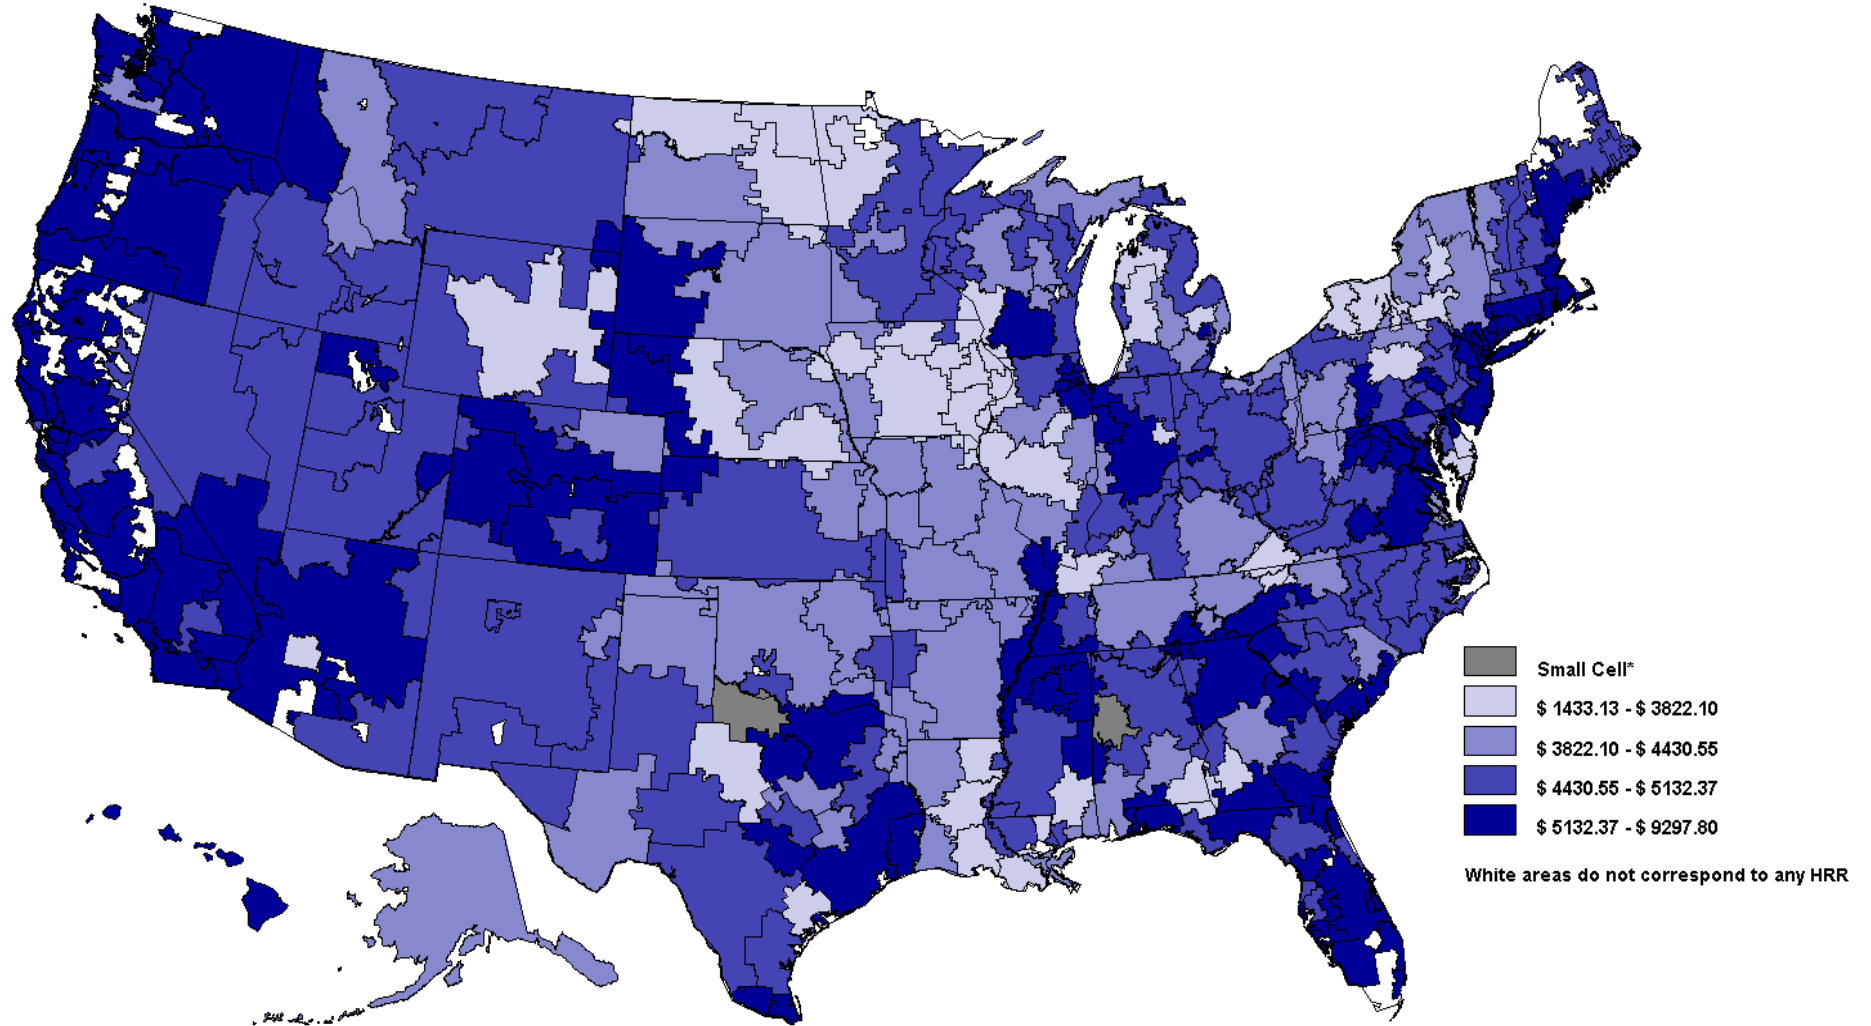 Small Cell*
$ 1433.13 - $ 3822.10
$ 3822.10 - $ 4430.55
$ 4430.55 - $ 5132.37
$ 5132.37 - $ 9297.80
White areas do not correspond to any HRR